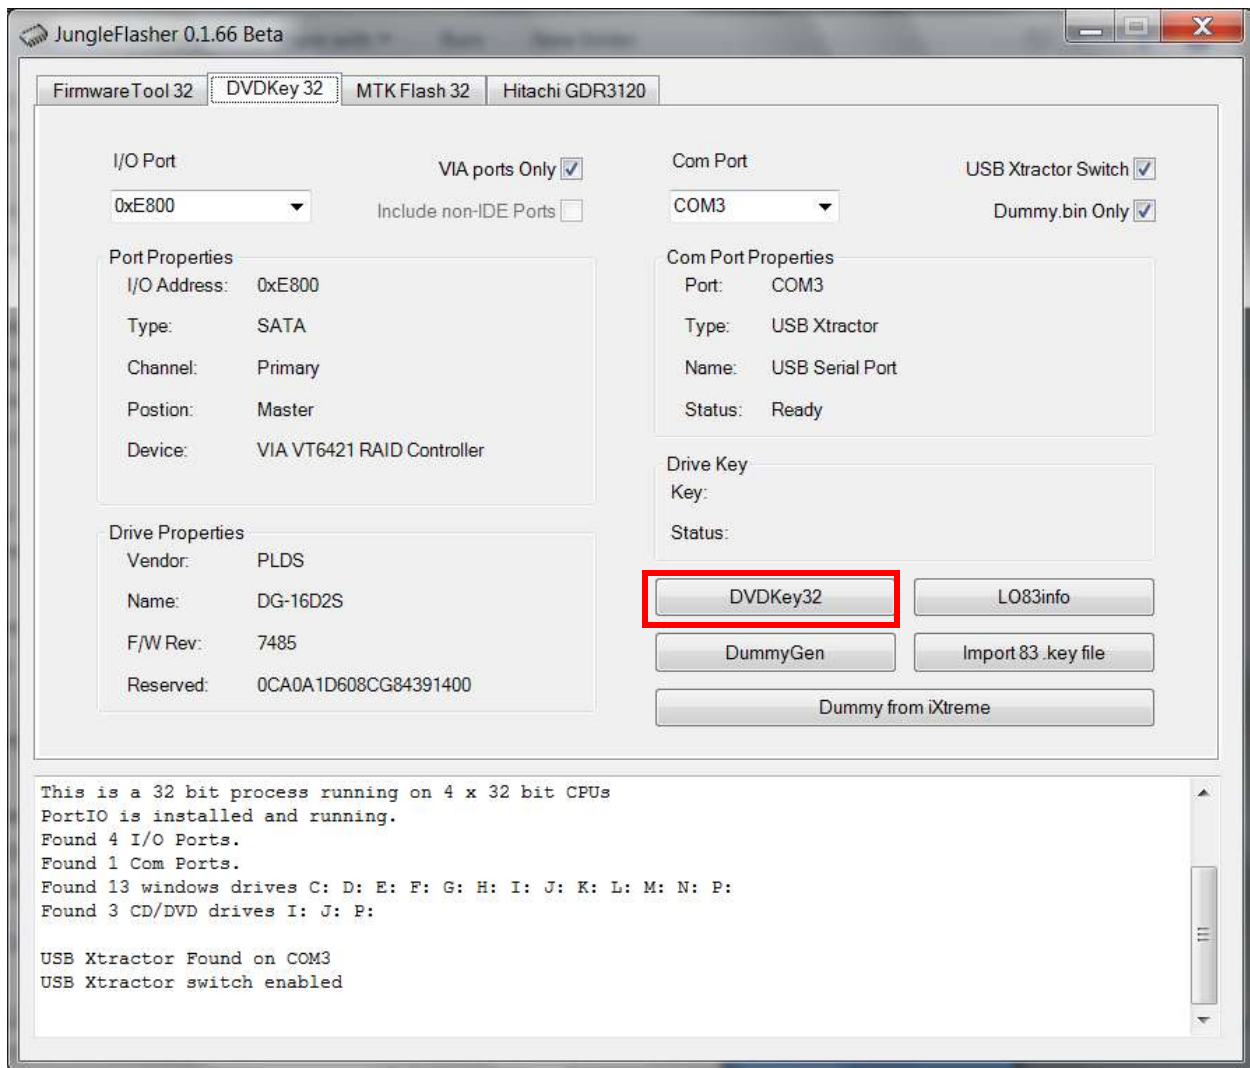 JungleFlasher 0.1.66 Beta
FirmwareTool 32
DVDKey 32
MTK Flash 32
Hitachi GDR3120
I/O Port
VIA ports Only
0xE800
Include non-IDE Ports
Com Port
USB Xtractor Switch
COM3
Dummy.bin Only
Port Properties
I/O Address: 0xE800
Type: SATA
Channel: Primary
Postion: Master
Device: VIA VT6421 RAID Controller
Com Port Properties
Port: COM3
Type: USB Xtractor
Name: USB Serial Port
Status: Ready
Drive Key
Key:
Status:
Drive Properties
Vendor: PLDS
Name: DG-16D2S
F/W Rev: 7485
Reserved: 0CA0A1D608CG84391400
DVDKey32
LO83info
DummyGen
Import 83 .key file
Dummy from iXtreme
This is a 32 bit process running on 4 x 32 bit CPUs
PortIO is installed and running.
Found 4 I/O Ports.
Found 1 Com Ports.
Found 13 windows drives C: D: E: F: G: H: I: J: K: L: M: N: P:
Found 3 CD/DVD drives I: J: P:
USB Xtractor Found on COM3
USB Xtractor switch enabled